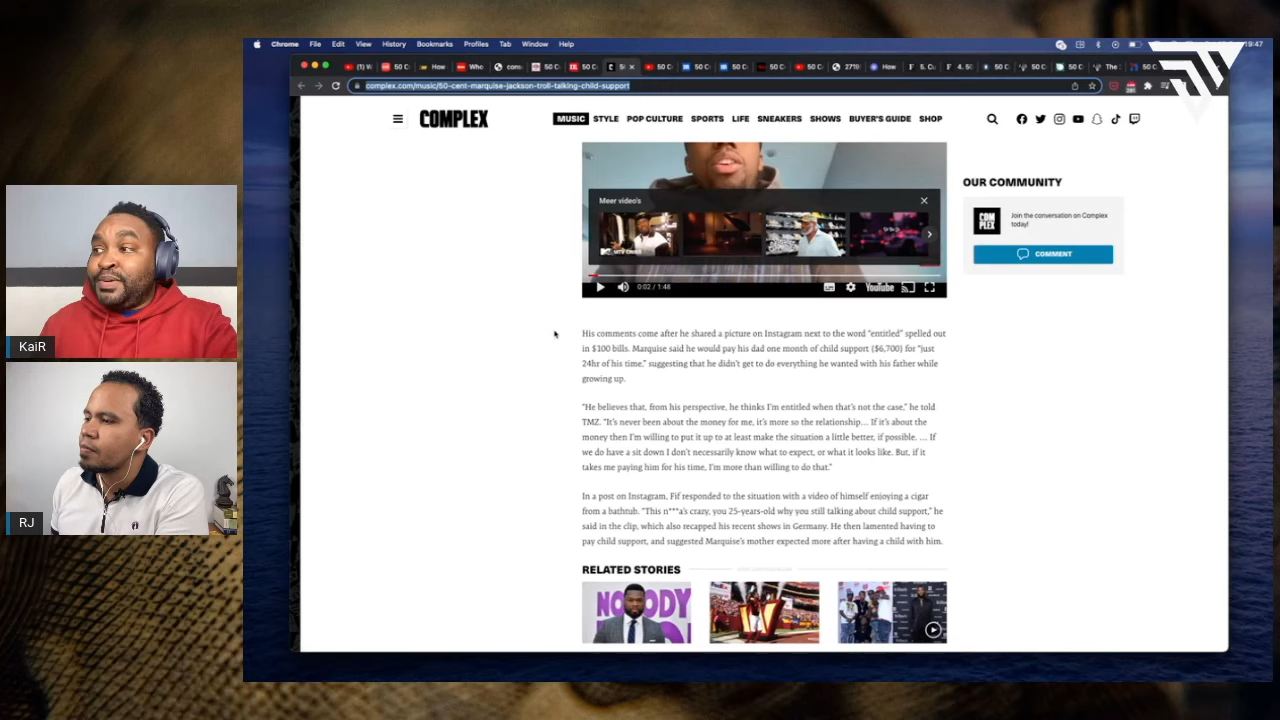 Chrome File Edit View History Bookmarks Profiles Tab Window Help
19:47
complex.com/music/50-cent-marquise-jackson-troll-talking-child-support
COMPLEX
MUSIC STYLE POP CULTURE SPORTS LIFE SNEAKERS SHOWS BUYER'S GUIDE SHOP
Meer video's
0:02 / 1:48
YouTube
OUR COMMUNITY
COM
PLEX
Join the conversation on Complex
today!
COMMENT
KaiR
His comments come after he shared a picture on Instagram next to the word "entitled" spelled out
in $100 bills. Marquise said he would pay his dad one month of child support ($6,700) for "just
24hr of his time," suggesting that he didn't get to do everything he wanted with his father while
growing up.
"He believes that, from his perspective, he thinks I'm entitled when that's not the case," he told
TMZ. "It's never been about the money for me, it's more so the relationship… If it's about the
money then I'm willing to put it up to at least make the situation a little better, if possible. … If
we do have a sit down I don't necessarily know what to expect, or what it looks like. But, if it
takes me paying him for his time, I'm more than willing to do that."
In a post on Instagram, Fif responded to the situation with a video of himself enjoying a cigar
from a bathtub. "This n***a's crazy, you 25-years-old why you still talking about child support," he
said in the clip, which also recapped his recent shows in Germany. He then lamented having to
pay child support, and suggested Marquise's mother expected more after having a child with him.
RJ
RELATED STORIES
NOBODY